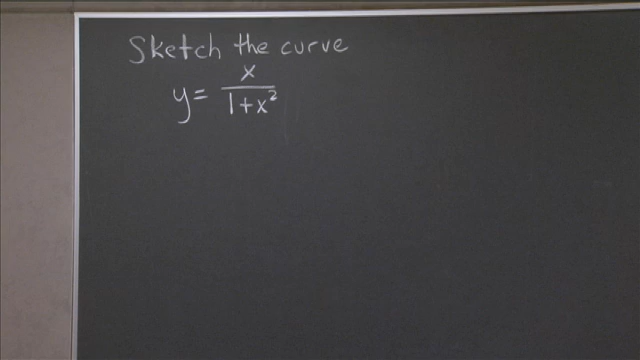 Sketch the curve
y = x/(1+x²)